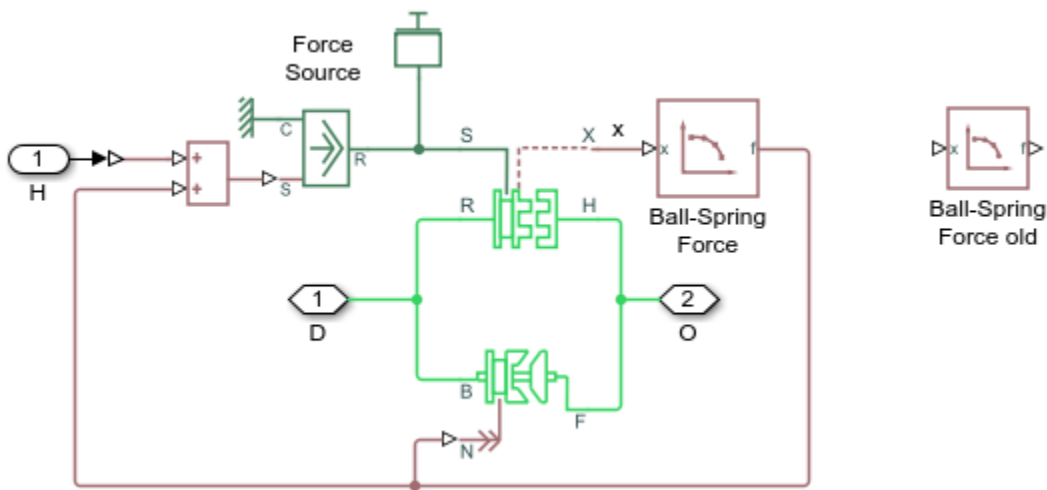 Force
Source
C
R
S
S
X
x
1
H
+
+
x
f
Ball-Spring
Force
x
f
Ball-Spring
Force old
R
H
1
D
2
O
B
F
N